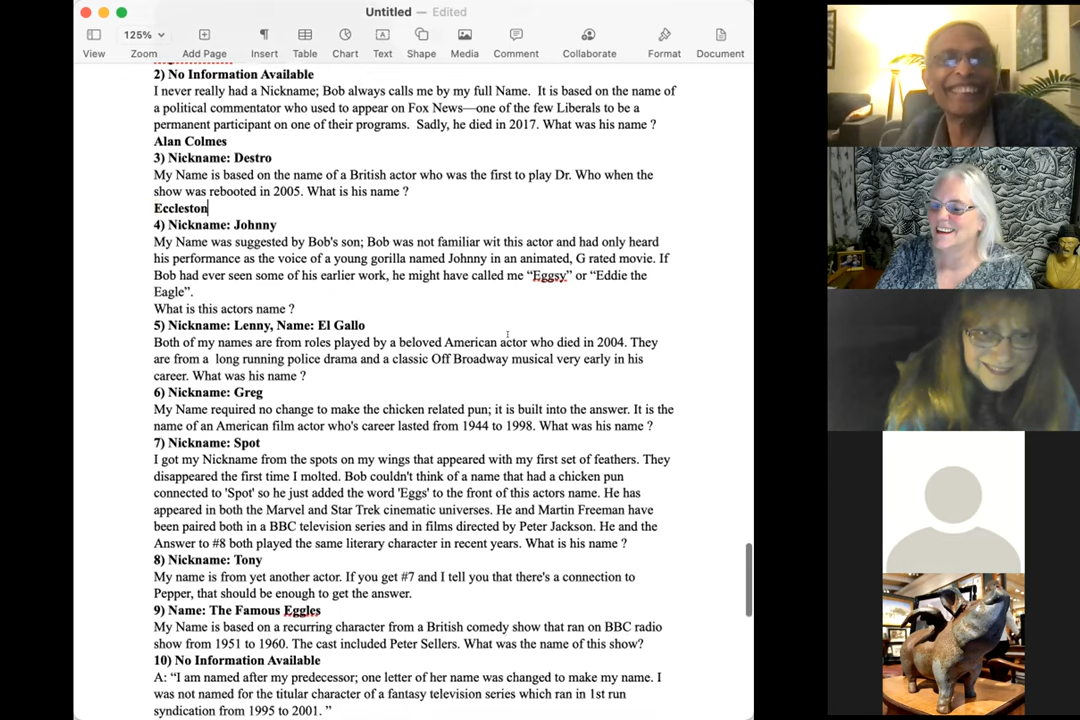 Untitled — Edited
125%
View Zoom Add Page Insert Table Chart Text Shape Media Comment Collaborate Format Document
2) No Information Available
I never really had a Nickname; Bob always calls me by my full Name. It is based on the name of
a political commentator who used to appear on Fox News—one of the few Liberals to be a
permanent participant on one of their programs. Sadly, he died in 2017. What was his name ?
Alan Colmes
3) Nickname: Destro
My Name is based on the name of a British actor who was the first to play Dr. Who when the
show was rebooted in 2005. What is his name ?
Eccleston
4) Nickname: Johnny
My Name was suggested by Bob's son; Bob was not familiar wit this actor and had only heard
his performance as the voice of a young gorilla named Johnny in an animated, G rated movie. If
Bob had ever seen some of his earlier work, he might have called me “Eggsy” or “Eddie the
Eagle”.
What is this actors name ?
5) Nickname: Lenny, Name: El Gallo
Both of my names are from roles played by a beloved American actor who died in 2004. They
are from a long running police drama and a classic Off Broadway musical very early in his
career. What was his name ?
6) Nickname: Greg
My Name required no change to make the chicken related pun; it is built into the answer. It is the
name of an American film actor who's career lasted from 1944 to 1998. What was his name ?
7) Nickname: Spot
I got my Nickname from the spots on my wings that appeared with my first set of feathers. They
disappeared the first time I molted. Bob couldn't think of a name that had a chicken pun
connected to 'Spot' so he just added the word 'Eggs' to the front of this actors name. He has
appeared in both the Marvel and Star Trek cinematic universes. He and Martin Freeman have
been paired both in a BBC television series and in films directed by Peter Jackson. He and the
Answer to #8 both played the same literary character in recent years. What is his name ?
8) Nickname: Tony
My name is from yet another actor. If you get #7 and I tell you that there's a connection to
Pepper, that should be enough to get the answer.
9) Name: The Famous Eggles
My Name is based on a recurring character from a British comedy show that ran on BBC radio
show from 1951 to 1960. The cast included Peter Sellers. What was the name of this show?
10) No Information Available
A: “I am named after my predecessor; one letter of her name was changed to make my name. I
was not named for the titular character of a fantasy television series which ran in 1st run
syndication from 1995 to 2001. ”